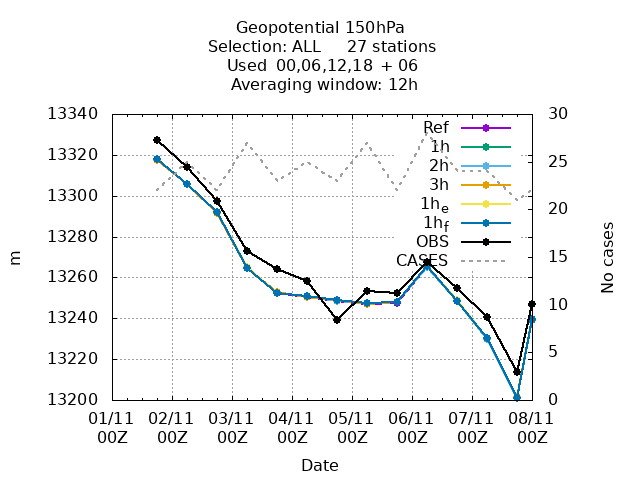 Geopotential 150hPa
Selection: ALL 27 stations
Used 00,06,12,18 + 06
Averaging window: 12h
13340
13320
13300
13280
13260
13240
13220
13200
m
30
25
20
15
10
5
0
No cases
Ref
1h
2h
3h
1he
1hf
OBS
CASES
01/11 02/11 03/11 04/11 05/11 06/11 07/11 08/11
00Z 00Z 00Z 00Z 00Z 00Z 00Z 00Z
Date